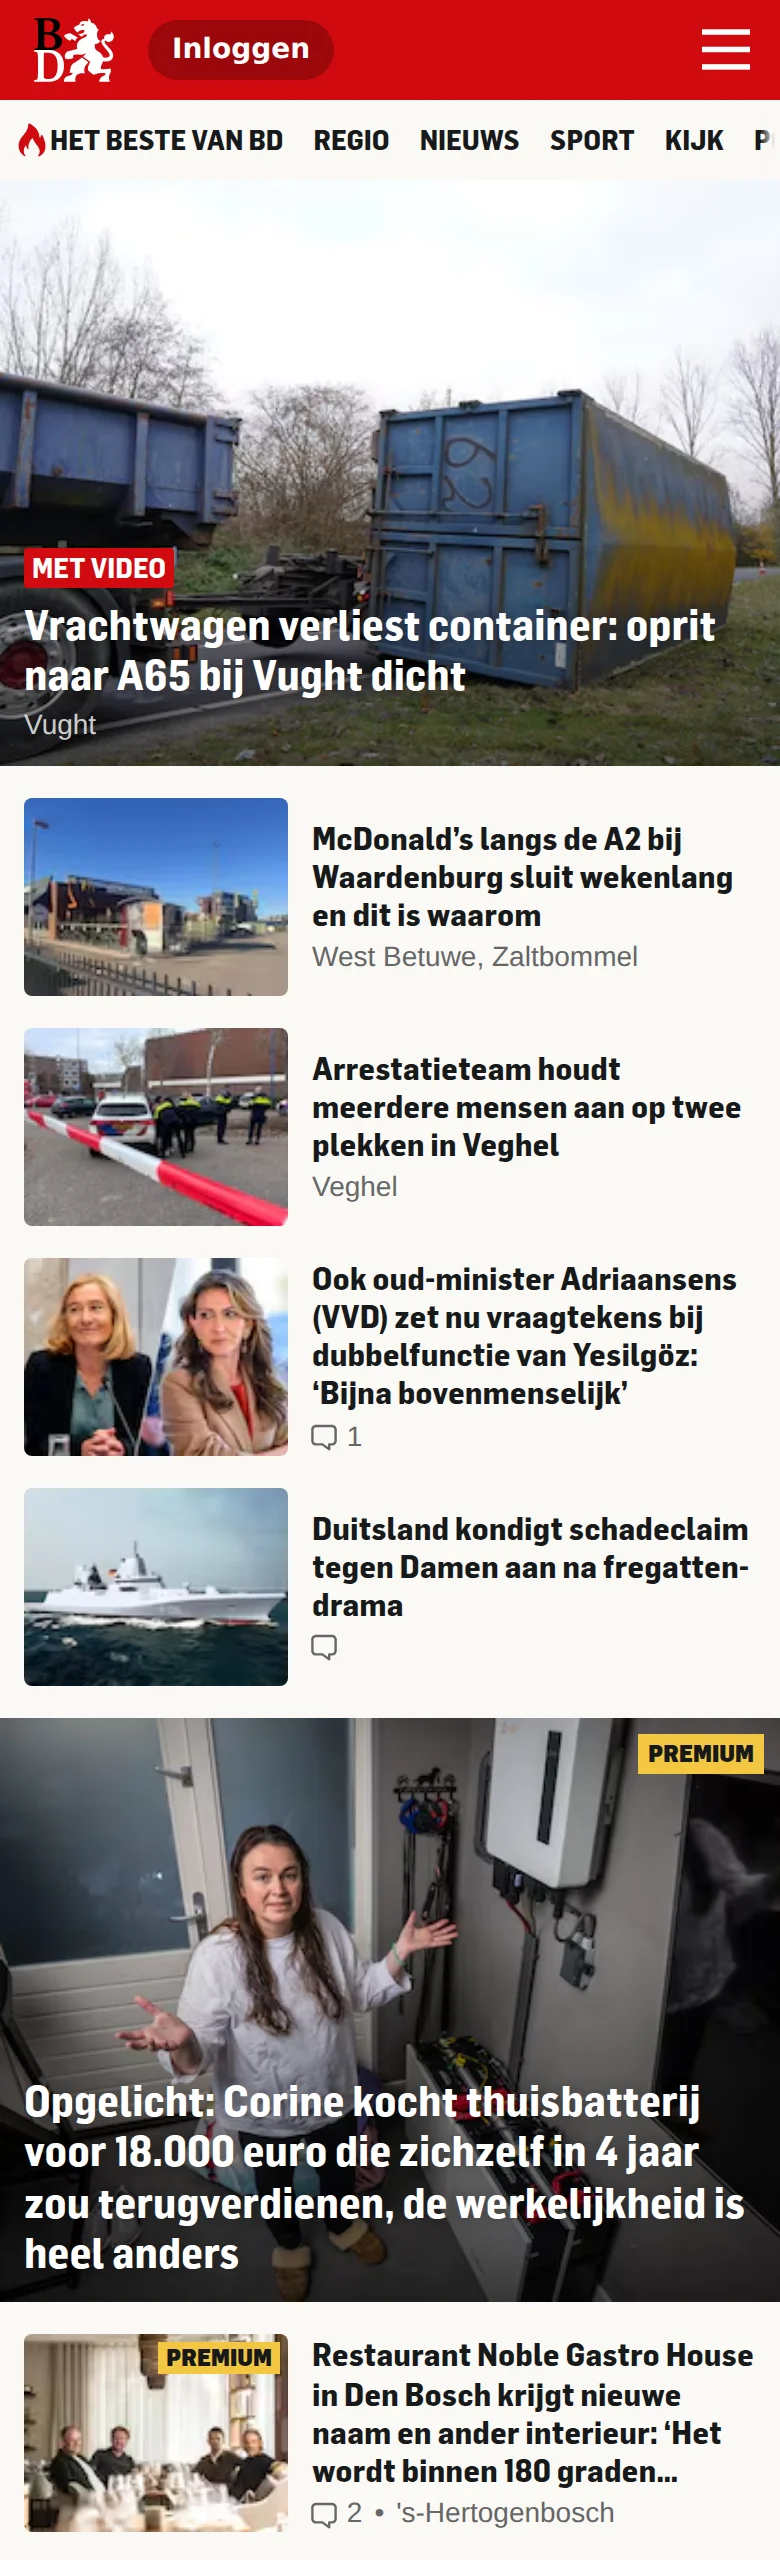 BD
Inloggen
HET BESTE VAN BD REGIO NIEUWS SPORT KIJK
MET VIDEO
Vrachtwagen verliest container: oprit
naar A65 bij Vught dicht
Vught
McDonald’s langs de A2 bij
Waardenburg sluit wekenlang
en dit is waarom
West Betuwe, Zaltbommel
Arrestatieteam houdt
meerdere mensen aan op twee
plekken in Veghel
Veghel
Ook oud-minister Adriaansens
(VVD) zet nu vraagtekens bij
dubbelfunctie van Yesilgöz:
‘Bijna bovenmenselijk’
1
Duitsland kondigt schadeclaim
tegen Damen aan na fregatten-
drama
PREMIUM
Opgelicht: Corine kocht thuisbatterij
voor 18.000 euro die zichzelf in 4 jaar
zou terugverdienen, de werkelijkheid is
heel anders
PREMIUM
Restaurant Noble Gastro House
in Den Bosch krijgt nieuwe
naam en ander interieur: ‘Het
wordt binnen 180 graden...
2 • 's-Hertogenbosch